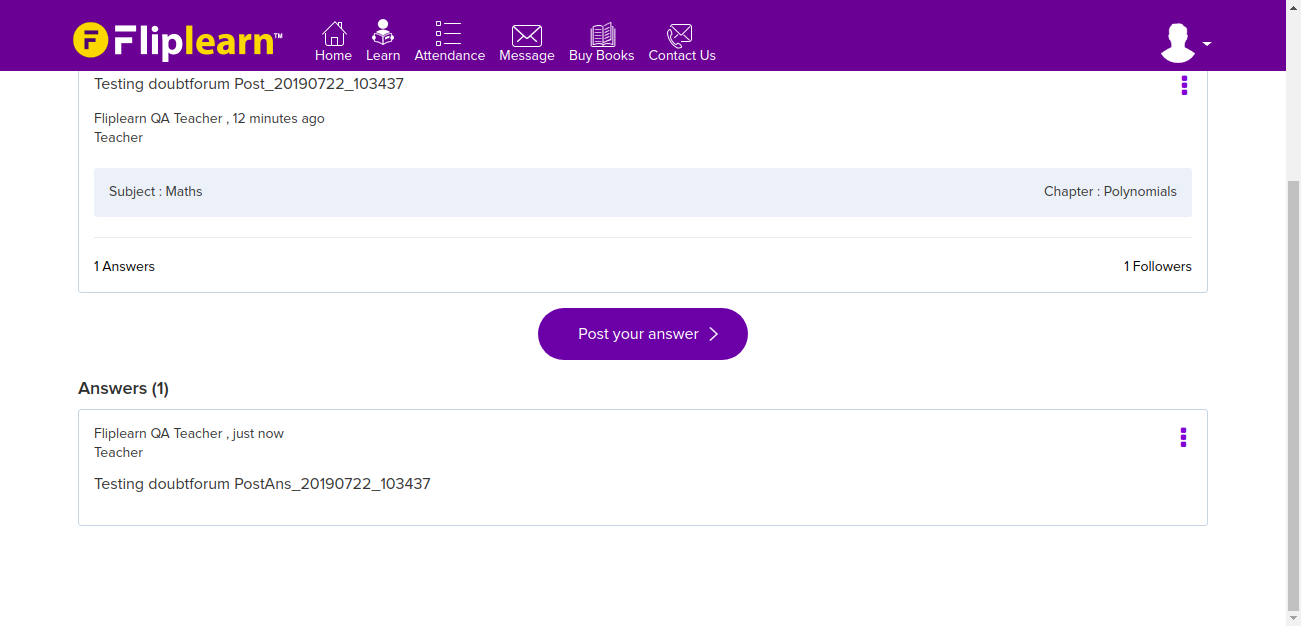 Fliplearn™
Home Learn Attendance Message Buy Books Contact Us
Testing doubtforum Post_20190722_103437
Fliplearn QA Teacher , 12 minutes ago
Teacher
Subject : Maths Chapter : Polynomials
1 Answers 1 Followers
Post your answer
Answers (1)
Fliplearn QA Teacher , just now
Teacher
Testing doubtforum PostAns_20190722_103437